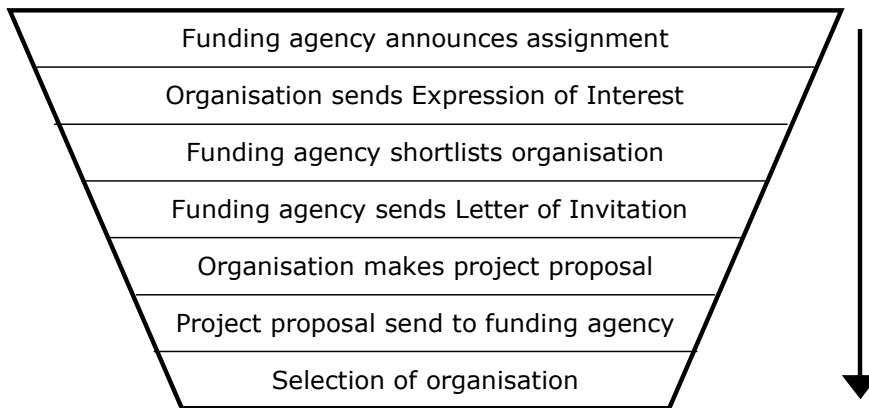 Funding agency announces assignment
Organisation sends Expression of Interest
Funding agency shortlists organisation
Funding agency sends Letter of Invitation
Organisation makes project proposal
Project proposal send to funding agency
Selection of organisation